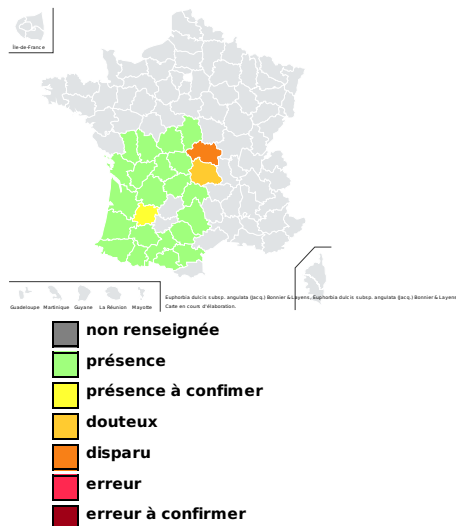 Île-de-France
Guadeloupe Martinique Guyane La Réunion Mayotte
Euphorbia dulcis subsp. angulata (Jacq.) Bonnier & Layens, Euphorbia dulcis subsp. angulata (Jacq.) Bonnier & Layens
Carte en cours d'élaboration.
non renseignée
présence
présence à confimer
douteux
disparu
erreur
erreur à confirmer